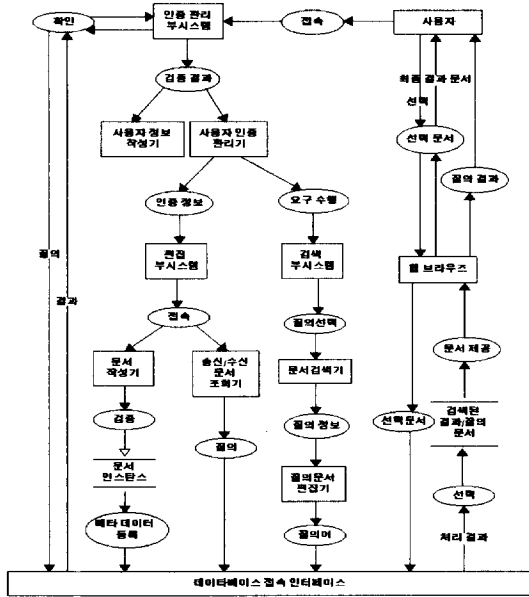 확인
인증 관리
부시스템
접속
사용자
검증 결과
최종 결과 문서
선택
사용자 정보
작성기
사용자 인증
관리기
선택 문서
질의 결과
인증 정보
요구 수행
질의
결과
편집
부시스템
검색
부시스템
웹 브라우즈
접속
질의선택
문서 제공
문서
작성기
송신/수신
문서
조회기
문서검색기
검색된
결과/질의
문서
검증
질의
질의 정보
선택문서
문서
인스탄스
질의문서
편집기
선택
메타 데이터
등록
질의어
처리 결과
데이타베이스 접속 인터페이스